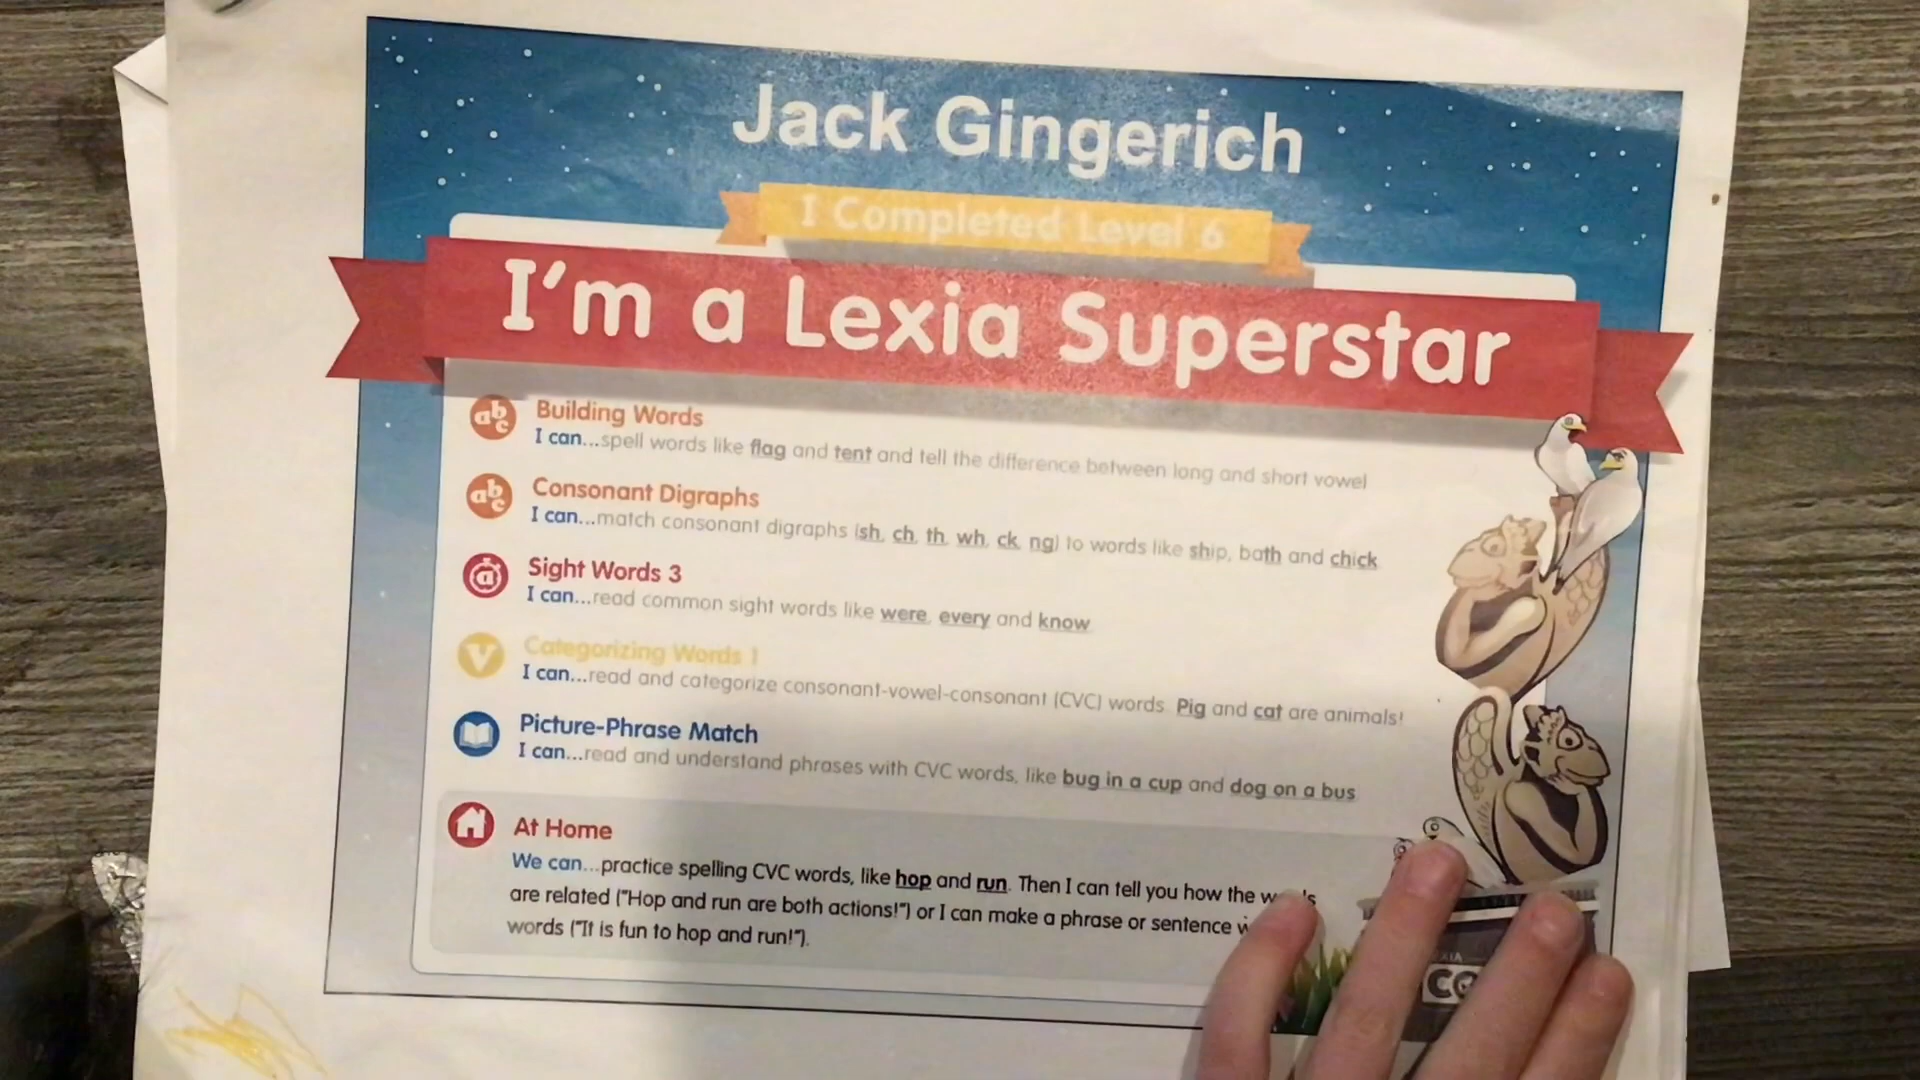 Jack Gingerich
I Completed Level 6
I'm a Lexia Superstar
Building Words
I can...spell words like flag and tent and tell the difference between long and short vowel
Consonant Digraphs
I can...match consonant digraphs (sh, ch, th, wh, ck, ng) to words like ship, bath and chick
Sight Words 3
I can...read common sight words like were, every and know
Categorizing Words 1
I can...read and categorize consonant-vowel-consonant (CVC) words. Pig and cat are animals!
Picture-Phrase Match
I can...read and understand phrases with CVC words, like bug in a cup and dog on a bus
At Home
We can...practice spelling CVC words, like hop and run. Then I can tell you how the
are related ("Hop and run are both actions!") or I can make a phrase or sentence
words ("It is fun to hop and run!").